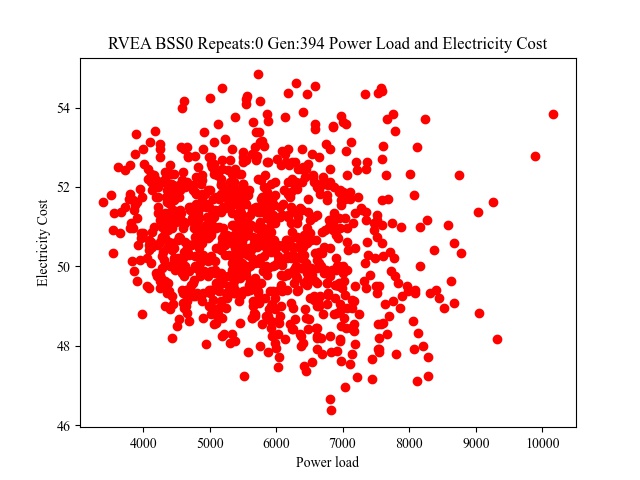 RVEA BSS0 Repeats:0 Gen:394 Power Load and Electricity Cost
54
52
50
48
46
Electricity Cost
4000 5000 6000 7000 8000 9000 10000
Power load